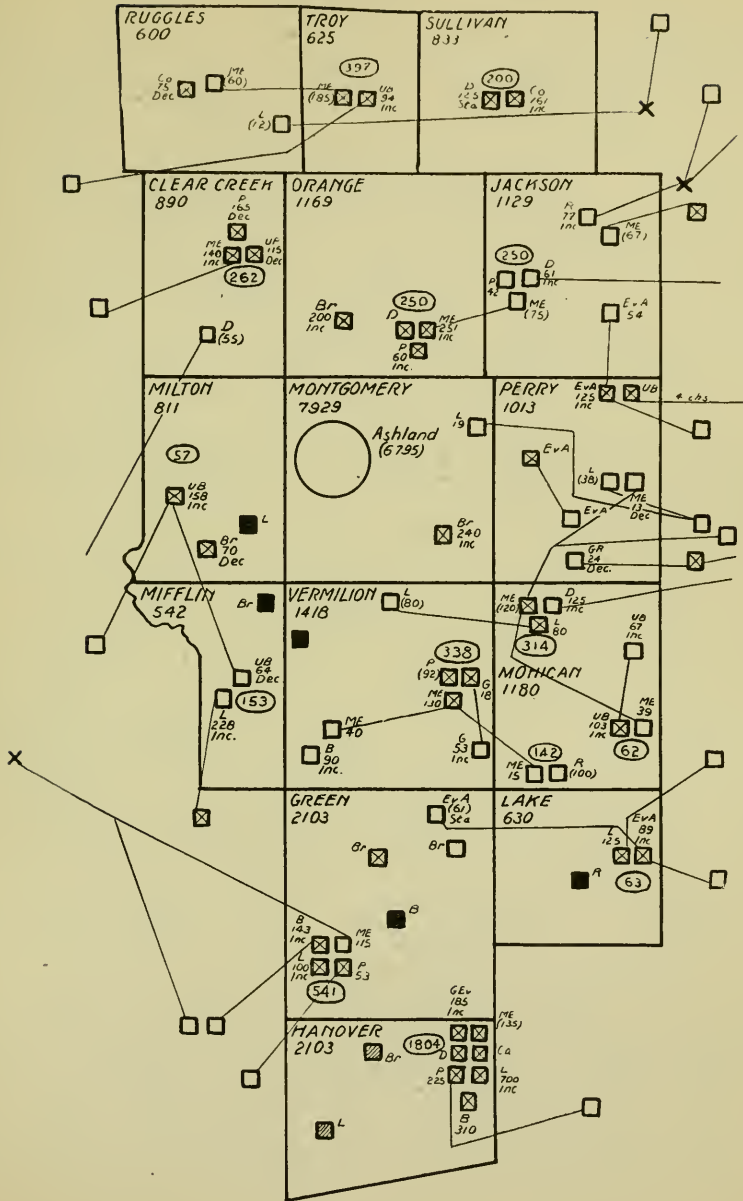 RUGGLES
600
Co
75
Dec
ME
(60)
L
(12)
TROY
625
397
ME
(185)
UB
94
Inc
SULLIVAN
833
200
D
125
Sta
Co
161
Inc
CLEAR CREEK
890
P
165
Dec
ME
140
Inc
UP
115
Dec
262
D
(55)
ORANGE
1169
Br
200
Inc
250
D
ME
251
Inc
P
60
Inc.
JACKSON
1129
R
77
Inc
ME
(67)
250
P
42
D
61
Inc
ME
(75)
EvA
54
MILTON
811
57
UB
158
Inc
L
Br
70
Dec
MONTGOMERY
7929
Ashland
(6795)
L
19
Br
240
Inc
PERRY
1013
EvA
125
Inc
UB
4 chs
EvA
L
(38)
ME
13
Dec
EvA
GR
24
Dec.
MIFFLIN
542
Br
UB
64
Dec
L
228
Inc.
153
VERMILION
1418
L
(80)
338
P
(92)
G
18
ME
130
ME
40
B
90
Inc.
G
53
Inc
ME
(120)
D
125
Inc
L
80
314
MOHICAN
1180
UB
67
Inc
UB
103
Inc
ME
39
62
142
ME
15
R
(100)
GREEN
2103
EvA
(61)
Sta
Br
Br
B
B
143
Inc
ME
115
L
100
Inc
P
53
541
LAKE
630
EvA
89
Inc
L
125
R
63
HANOVER
2103
Br
L
1804
GEv
185
Inc
ME
(135)
D
Ca
P
225
L
700
Inc
B
310